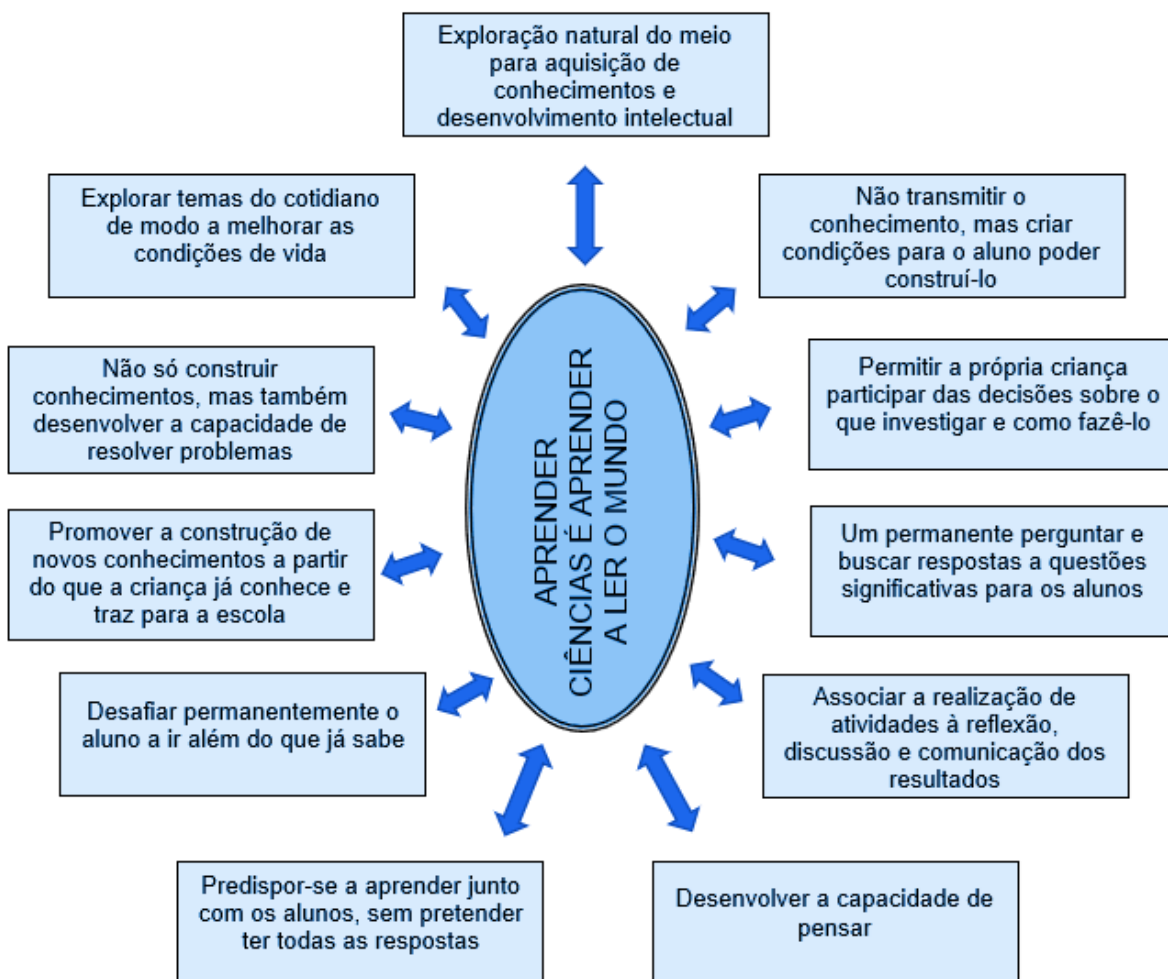 Exploração natural do meio
para aquisição de
conhecimentos e
desenvolvimento intelectual
Explorar temas do cotidiano
de modo a melhorar as
condições de vida
Não transmitir o
conhecimento, mas criar
condições para o aluno poder
construí-lo
Não só construir
conhecimentos, mas também
desenvolver a capacidade de
resolver problemas
Permitir a própria criança
participar das decisões sobre o
que investigar e como fazê-lo
APRENDER
CIÊNCIAS É APRENDER
A LER O MUNDO
Promover a construção de
novos conhecimentos a partir
do que a criança já conhece e
traz para a escola
Um permanente perguntar e
buscar respostas a questões
significativas para os alunos
Desafiar permanentemente o
aluno a ir além do que já sabe
Associar a realização de
atividades à reflexão,
discussão e comunicação dos
resultados
Predispor-se a aprender junto
com os alunos, sem pretender
ter todas as respostas
Desenvolver a capacidade de
pensar